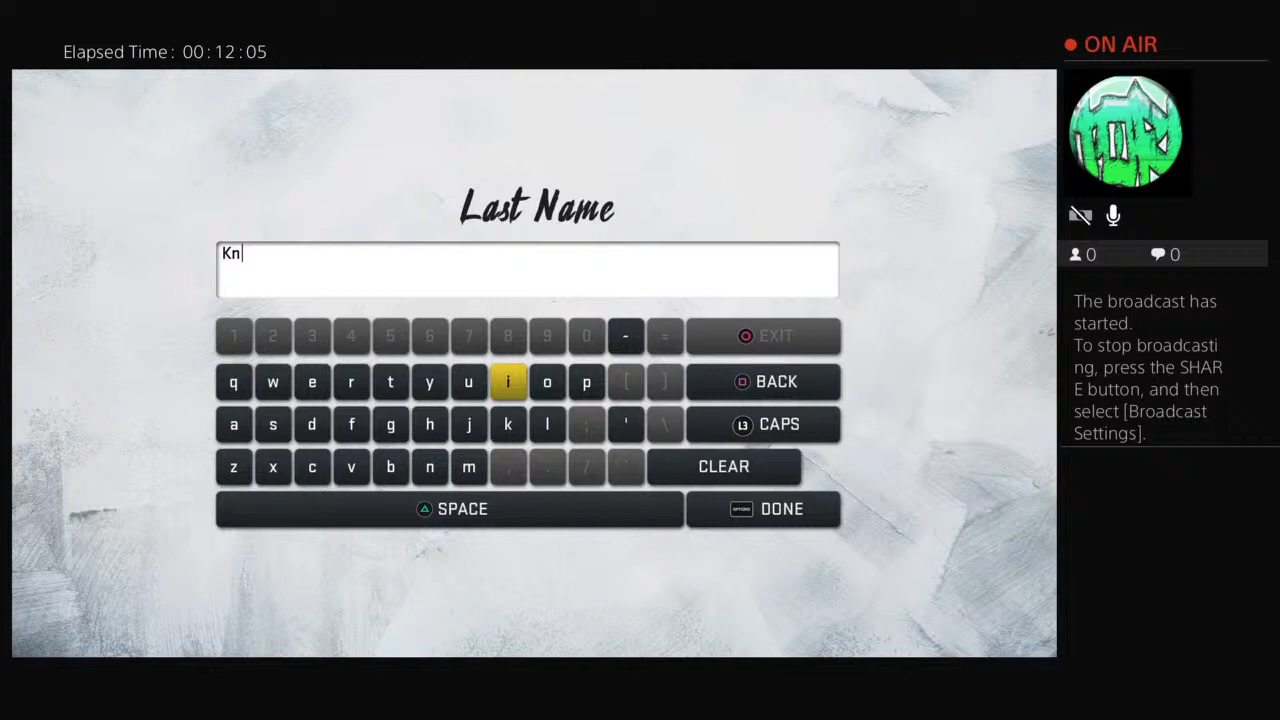 Elapsed Time: 00:12:05
ON AIR
Last Name
Kn
1 2 3 4 5 6 7 8 9 0 - = EXIT
q w e r t y u i o p [ ] BACK
a s d f g h j k l ; ' \ L3 CAPS
z x c v b n m , . / CLEAR
SPACE OPTIONS DONE
0 0
The broadcast has
started.
To stop broadcasti
ng, press the SHAR
E button, and then
select [Broadcast
Settings].